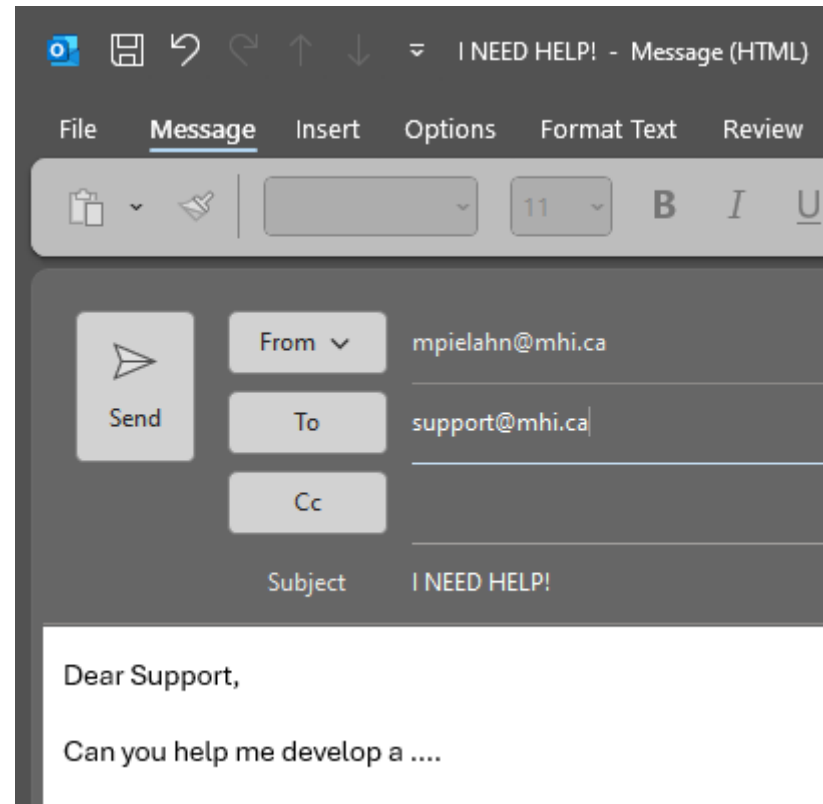 I NEED HELP! - Message (HTML)
File Message Insert Options Format Text Review
11 B I U
From mpielahn@mhi.ca
Send To support@mhi.ca
Cc
Subject I NEED HELP!
Dear Support,
Can you help me develop a ....